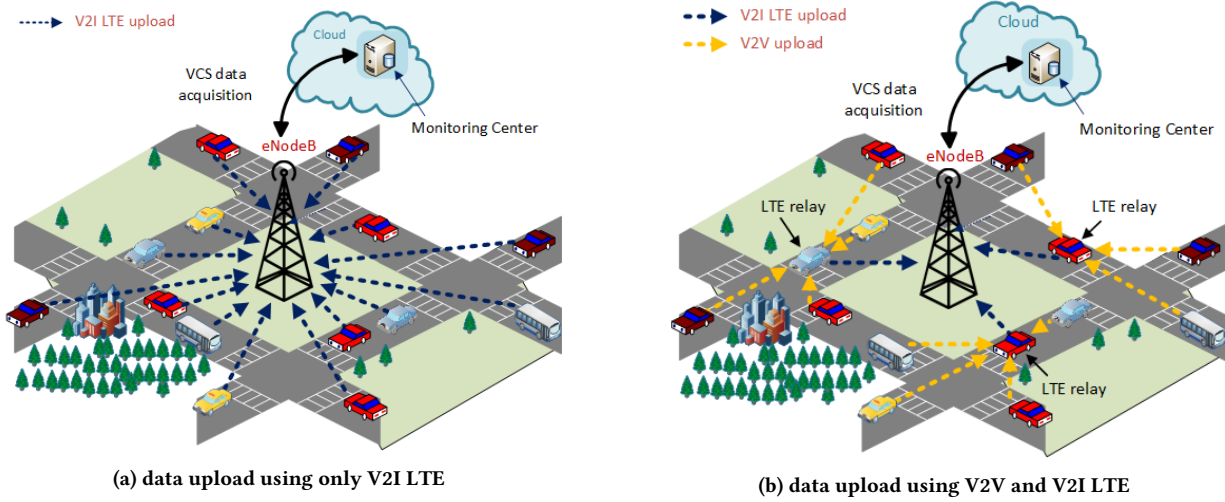 V2I LTE upload
Cloud
VCS data
acquisition
Monitoring Center
eNodeB
(a) data upload using only V2I LTE
V2I LTE upload
V2V upload
Cloud
VCS data
acquisition
Monitoring Center
eNodeB
LTE relay
LTE relay
LTE relay
(b) data upload using V2V and V2I LTE